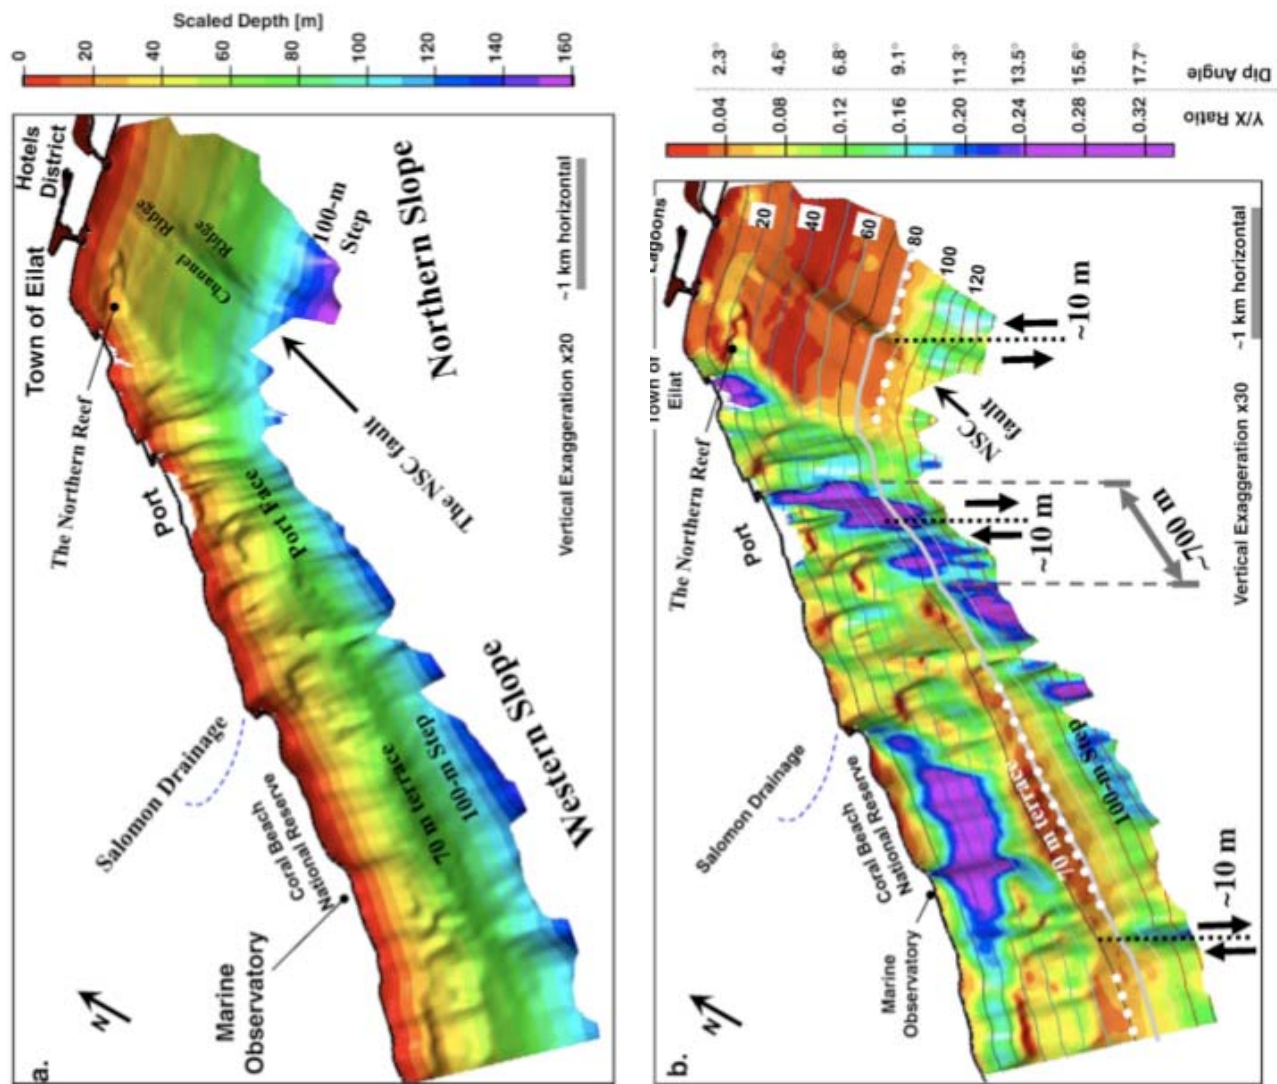 Scaled Depth [m]
0
20
40
60
80
100
120
140
160
Hotels
District
Town of Eilat
Ridge
Ridge
Channel
100-m
Step
Northern Slope
~1 km horizontal
The Northern Reef
Port
Port Face
The NSC fault
Vertical Exaggeration x20
Salomon Drainage
Coral Beach
National Reserve
70 m terrace
100-m Step
Western Slope
Marine
Observatory
N
a.
2.3°
4.6°
6.8°
9.1°
11.3°
13.5°
15.6°
17.7°
Dip Angle
0.04
0.08
0.12
0.16
0.20
0.24
0.28
0.32
Y/X Ratio
Lagoons
Town of
Eilat
20
40
60
80
100
120
~10 m
~1 km horizontal
The Northern Reef
NSC
fault
Port
~10 m
~700 m
Vertical Exaggeration x30
Salomon Drainage
Coral Beach
National Reserve
70 m terrace
100-m Step
Marine
Observatory
~10 m
N
b.